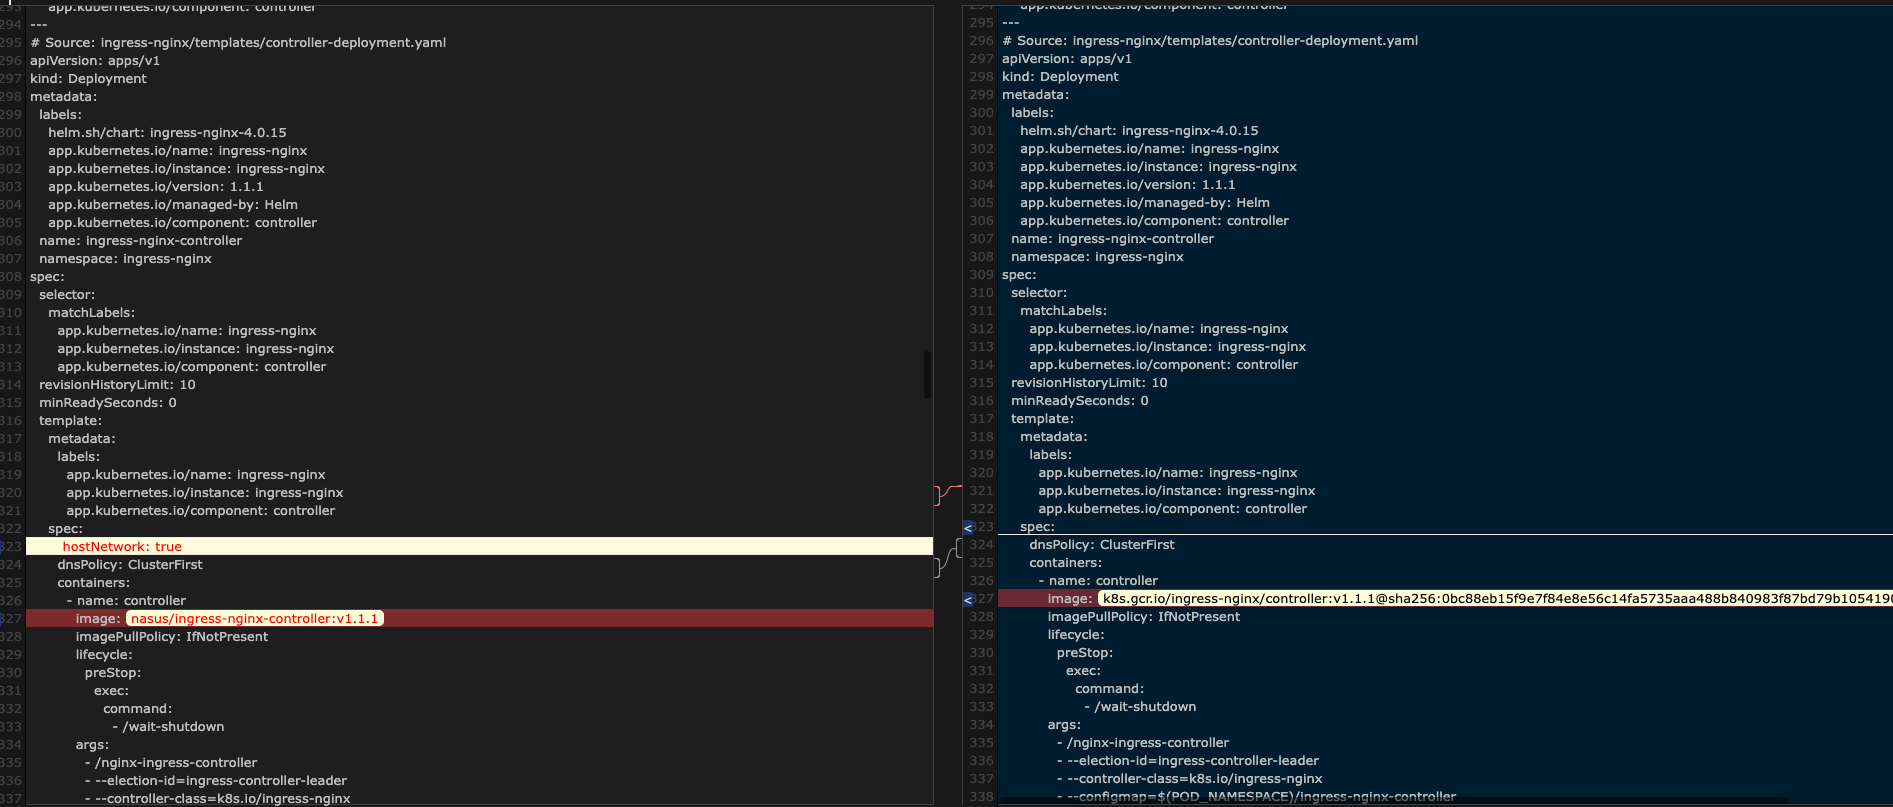 293 app.kubernetes.io/component: controller
294 ---
295 # Source: ingress-nginx/templates/controller-deployment.yaml
296 apiVersion: apps/v1
297 kind: Deployment
298 metadata:
299 labels:
300 helm.sh/chart: ingress-nginx-4.0.15
301 app.kubernetes.io/name: ingress-nginx
302 app.kubernetes.io/instance: ingress-nginx
303 app.kubernetes.io/version: 1.1.1
304 app.kubernetes.io/managed-by: Helm
305 app.kubernetes.io/component: controller
306 name: ingress-nginx-controller
307 namespace: ingress-nginx
308 spec:
309 selector:
310 matchLabels:
311 app.kubernetes.io/name: ingress-nginx
312 app.kubernetes.io/instance: ingress-nginx
313 app.kubernetes.io/component: controller
314 revisionHistoryLimit: 10
315 minReadySeconds: 0
316 template:
317 metadata:
318 labels:
319 app.kubernetes.io/name: ingress-nginx
320 app.kubernetes.io/instance: ingress-nginx
321 app.kubernetes.io/component: controller
322 spec:
323 hostNetwork: true
324 dnsPolicy: ClusterFirst
325 containers:
326 - name: controller
327 image: nasus/ingress-nginx-controller:v1.1.1
328 imagePullPolicy: IfNotPresent
329 lifecycle:
330 preStop:
331 exec:
332 command:
333 - /wait-shutdown
334 args:
335 - /nginx-ingress-controller
336 - --election-id=ingress-controller-leader
337 - --controller-class=k8s.io/ingress-nginx
294 app.kubernetes.io/component: controller
295 ---
296 # Source: ingress-nginx/templates/controller-deployment.yaml
297 apiVersion: apps/v1
298 kind: Deployment
299 metadata:
300 labels:
301 helm.sh/chart: ingress-nginx-4.0.15
302 app.kubernetes.io/name: ingress-nginx
303 app.kubernetes.io/instance: ingress-nginx
304 app.kubernetes.io/version: 1.1.1
305 app.kubernetes.io/managed-by: Helm
306 app.kubernetes.io/component: controller
307 name: ingress-nginx-controller
308 namespace: ingress-nginx
309 spec:
310 selector:
311 matchLabels:
312 app.kubernetes.io/name: ingress-nginx
313 app.kubernetes.io/instance: ingress-nginx
314 app.kubernetes.io/component: controller
315 revisionHistoryLimit: 10
316 minReadySeconds: 0
317 template:
318 metadata:
319 labels:
320 app.kubernetes.io/name: ingress-nginx
321 app.kubernetes.io/instance: ingress-nginx
322 app.kubernetes.io/component: controller
<23 spec:
324 dnsPolicy: ClusterFirst
325 containers:
326 - name: controller
<27 image: k8s.gcr.io/ingress-nginx/controller:v1.1.1@sha256:0bc88eb15f9e7f84e8e56c14fa5735aaa488b840983f87bd79b1054190
328 imagePullPolicy: IfNotPresent
329 lifecycle:
330 preStop:
331 exec:
332 command:
333 - /wait-shutdown
334 args:
335 - /nginx-ingress-controller
336 - --election-id=ingress-controller-leader
337 - --controller-class=k8s.io/ingress-nginx
338 - --configmap=$(POD_NAMESPACE)/ingress-nginx-controller